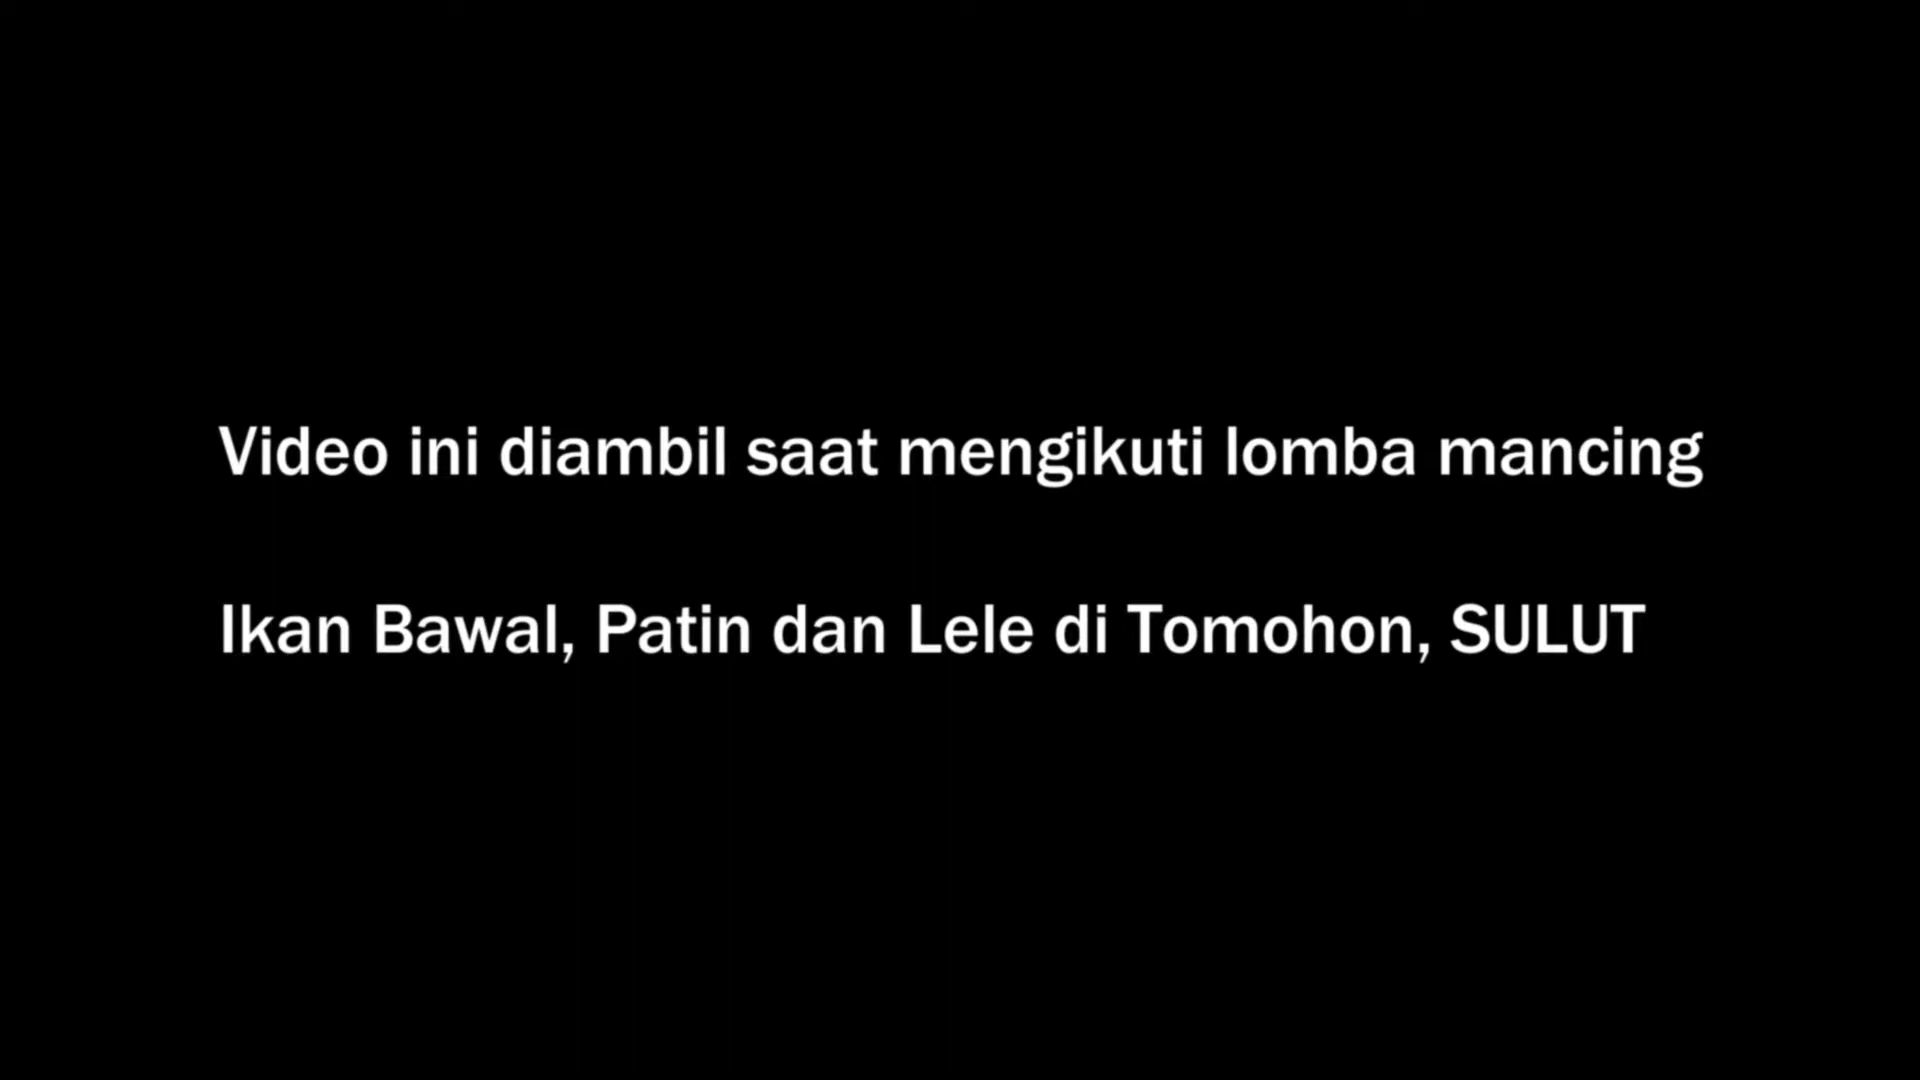 Video ini diambil saat mengikuti lomba mancing
Ikan Bawal, Patin dan Lele di Tomohon, SULUT